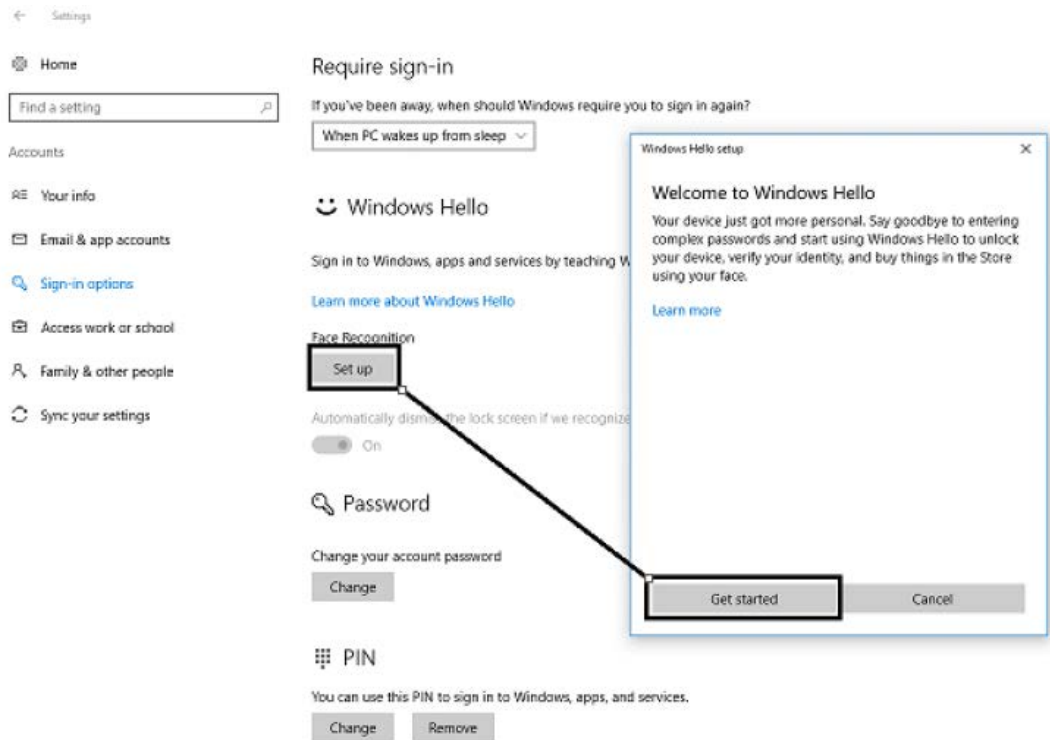 Settings
Home
Find a setting
Accounts
Your info
Email & app accounts
Sign-in options
Access work or school
Family & other people
Sync your settings
Require sign-in
If you've been away, when should Windows require you to sign in again?
When PC wakes up from sleep
Windows Hello
Sign in to Windows, apps and services by teaching W
Learn more about Windows Hello
Face Recognition
Set up
Automatically dismiss the lock screen if we recognize
On
Password
Change your account password
Change
PIN
You can use this PIN to sign in to Windows, apps, and services.
Change Remove
Windows Hello setup
Welcome to Windows Hello
Your device just got more personal. Say goodbye to entering
complex passwords and start using Windows Hello to unlock
your device, verify your identity, and buy things in the Store
using your face.
Learn more
Get started Cancel